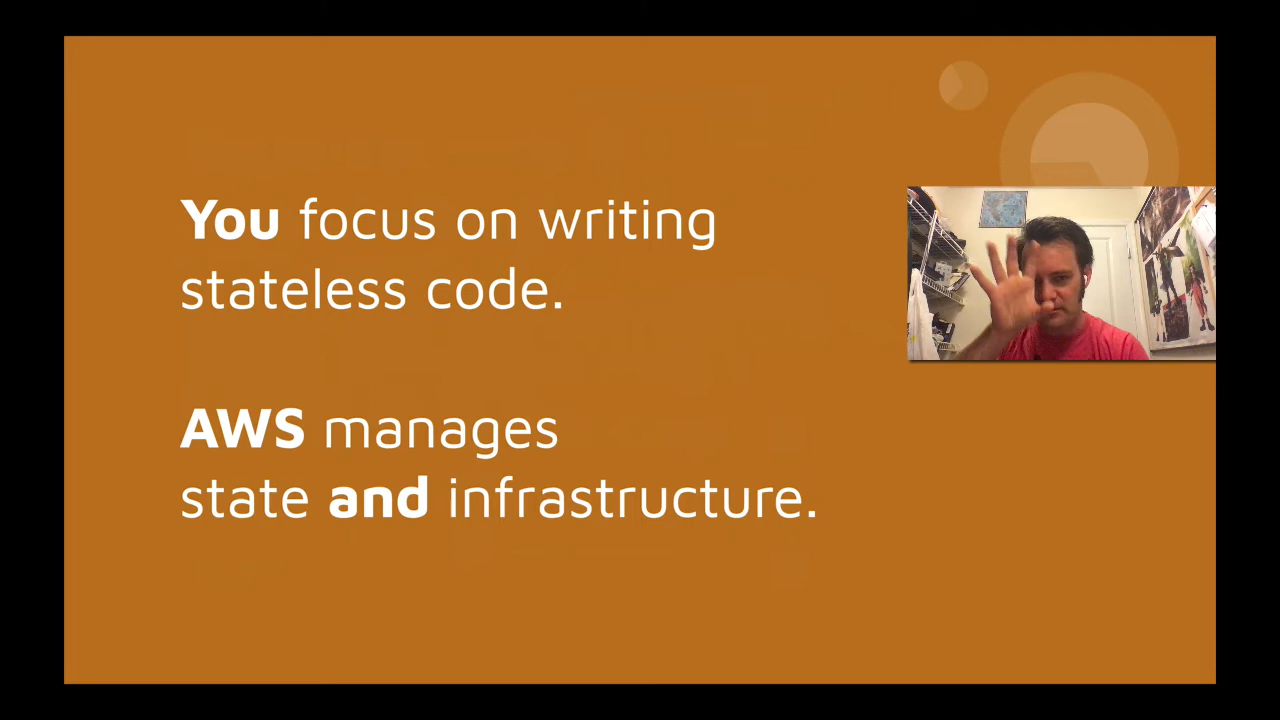 You focus on writing
stateless code.
AWS manages
state and infrastructure.